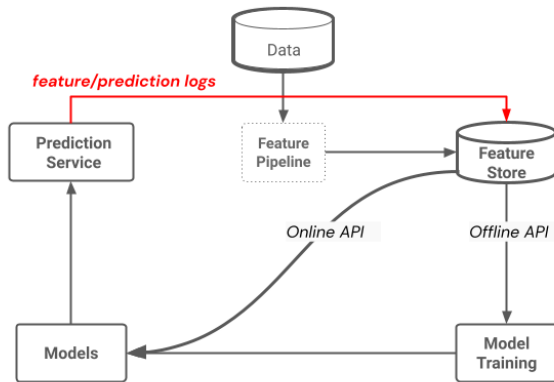 Data
feature/prediction logs
Prediction
Service
Feature
Pipeline
Feature
Store
Online API
Offline API
Models
Model
Training